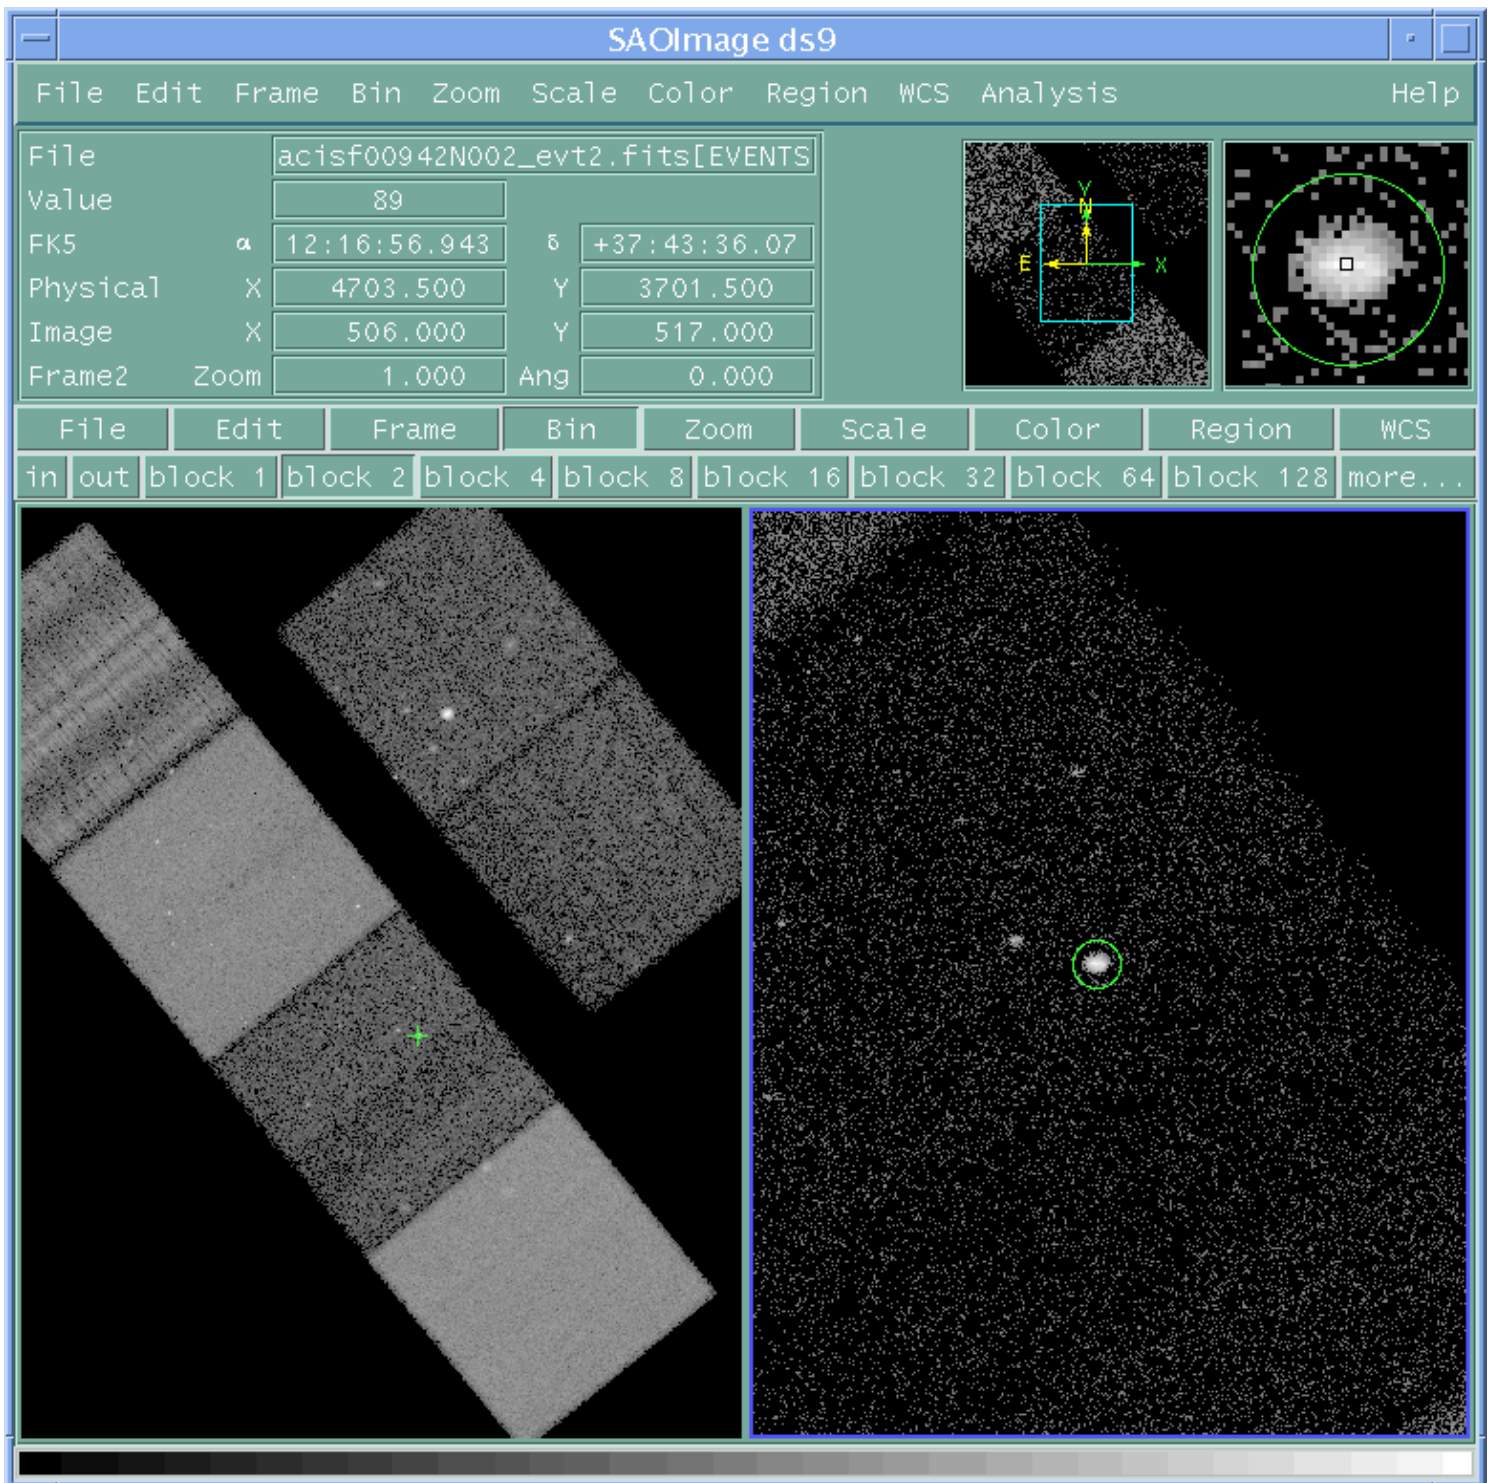 SAOImage ds9
File Edit Frame Bin Zoom Scale Color Region WCS Analysis Help
File acisf00942N002_evt2.fits[EVENTS
Value 89
FK5 α 12:16:56.943 δ +37:43:36.07
Physical X 4703.500 Y 3701.500
Image X 506.000 Y 517.000
Frame2 Zoom 1.000 Ang 0.000
Y
N
E X
File Edit Frame Bin Zoom Scale Color Region WCS
in out block 1 block 2 block 4 block 8 block 16 block 32 block 64 block 128 more...